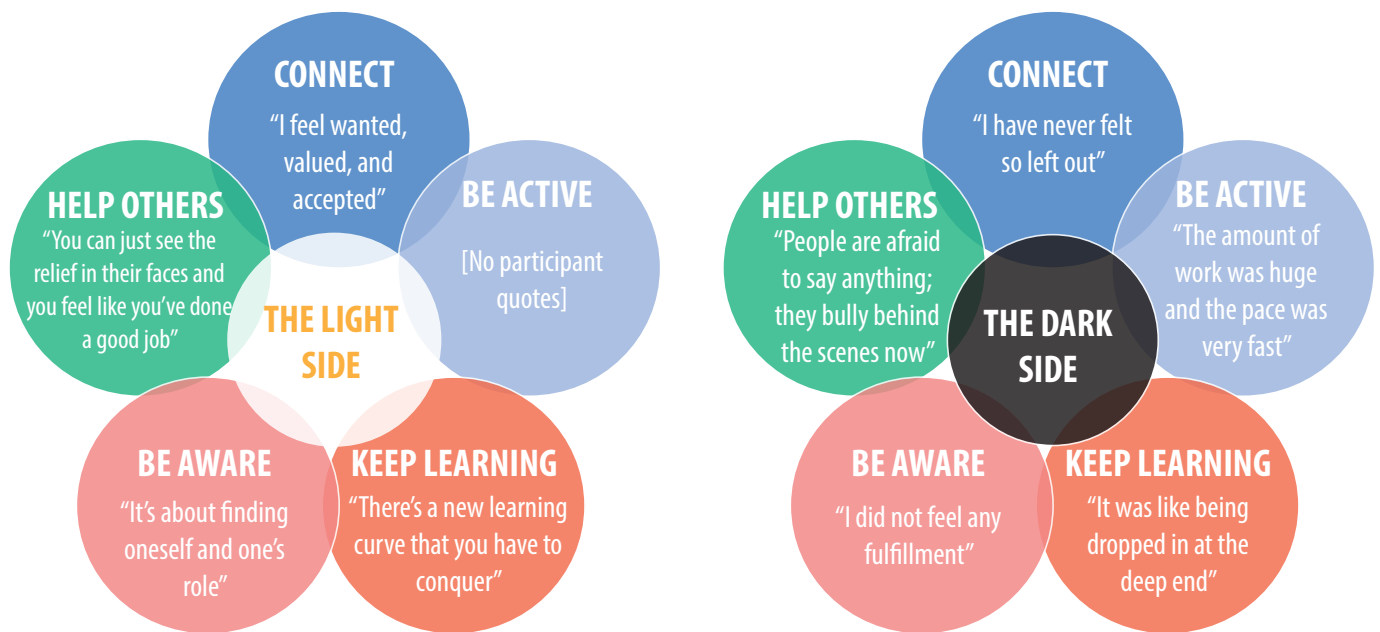 CONNECT
“I feel wanted,
valued, and
accepted”
HELP OTHERS
“You can just see the
relief in their faces and
you feel like you’ve done
a good job”
BE ACTIVE
[No participant
quotes]
THE LIGHT
SIDE
BE AWARE
“It’s about finding
oneself and one’s
role”
KEEP LEARNING
“There’s a new learning
curve that you have to
conquer”
CONNECT
“I have never felt
so left out”
HELP OTHERS
“People are afraid
to say anything;
they bully behind
the scenes now”
BE ACTIVE
“The amount of
work was huge
and the pace was
very fast”
THE DARK
SIDE
BE AWARE
“I did not feel any
fulfillment”
KEEP LEARNING
“It was like being
dropped in at the
deep end”